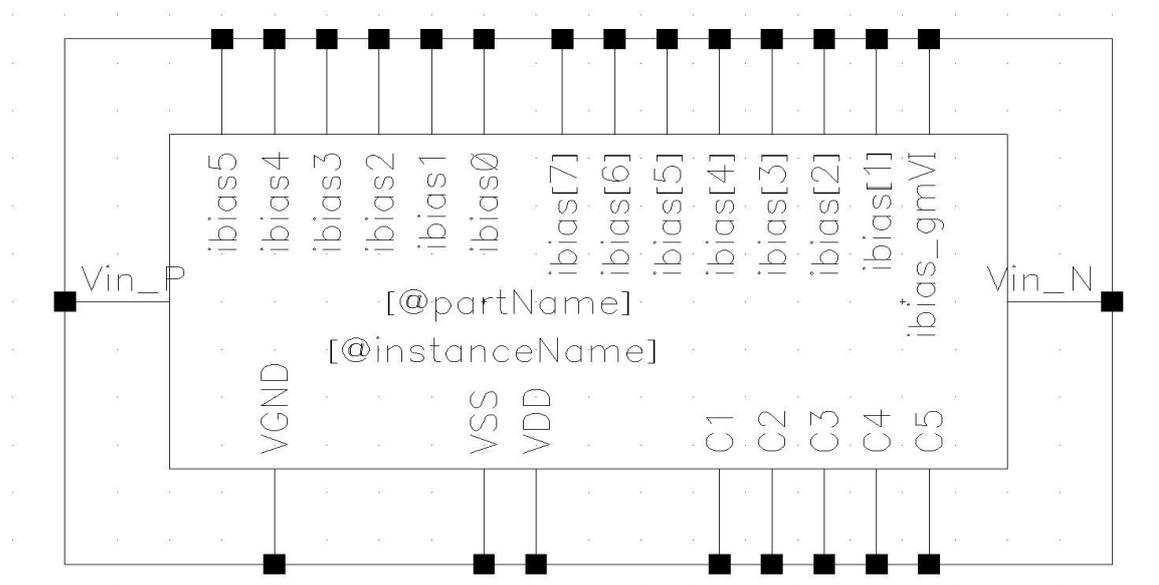 ibias5
ibias4
ibias3
ibias2
ibias1
ibias0
ibias[7]
ibias[6]
ibias[5]
ibias[4]
ibias[3]
ibias[2]
ibias[1]
ibias_gmVI
Vin_P
Vin_N
[@partName]
[@instanceName]
VGND
VSS
VDD
C1
C2
C3
C4
C5